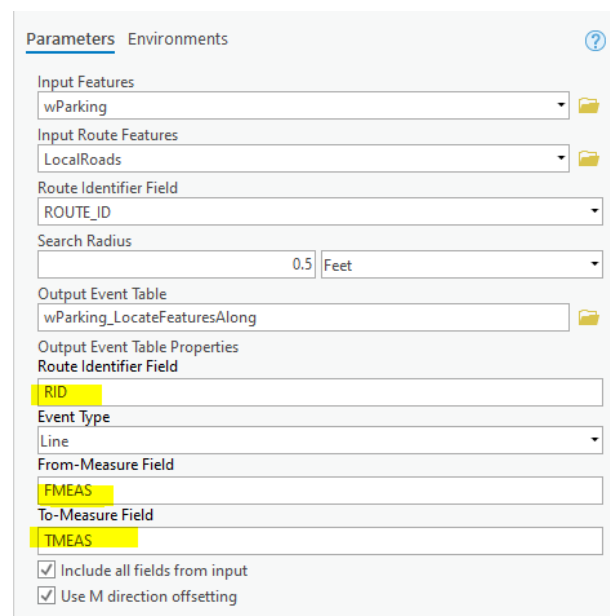 Parameters Environments
Input Features
wParking
Input Route Features
LocalRoads
Route Identifier Field
ROUTE_ID
Search Radius
0.5 Feet
Output Event Table
wParking_LocateFeaturesAlong
Output Event Table Properties
Route Identifier Field
RID
Event Type
Line
From-Measure Field
FMEAS
To-Measure Field
TMEAS
Include all fields from input
Use M direction offsetting